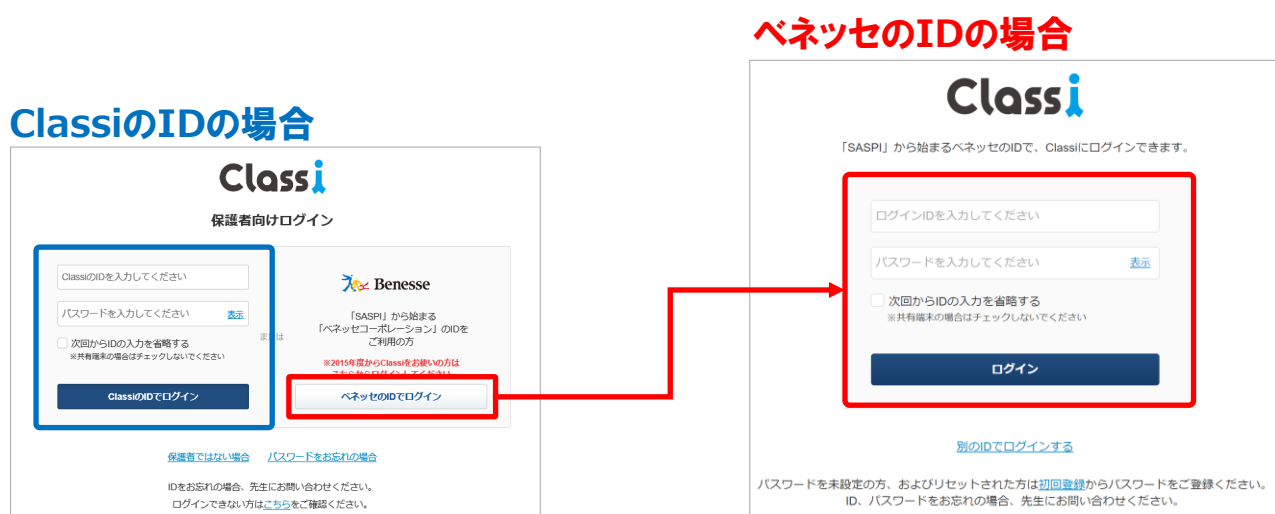 ClassiのIDの場合
Classi
保護者向けログイン
ClassiのIDを入力してください
パスワードを入力してください 表示
次回からIDの入力を省略する
※共有端末の場合はチェックしないでください
ClassiのIDでログイン
または
Benesse
「SASPI」から始まる
「ベネッセコーポレーション」のIDを
ご利用の方
※2015年度からClassiをお使いの方は
こちらからログインしてください
ベネッセのIDでログイン
保護者ではない場合 パスワードをお忘れの場合
IDをお忘れの場合、先生にお問い合わせください。
ログインできない方はこちらをご確認ください。
ベネッセのIDの場合
Classi
「SASPI」から始まるベネッセのIDで、Classiにログインできます。
ログインIDを入力してください
パスワードを入力してください 表示
次回からIDの入力を省略する
※共有端末の場合はチェックしないでください
ログイン
別のIDでログインする
パスワードを未設定の方、およびリセットされた方は初回登録からパスワードをご登録ください。
ID、パスワードをお忘れの場合、先生にお問い合わせください。